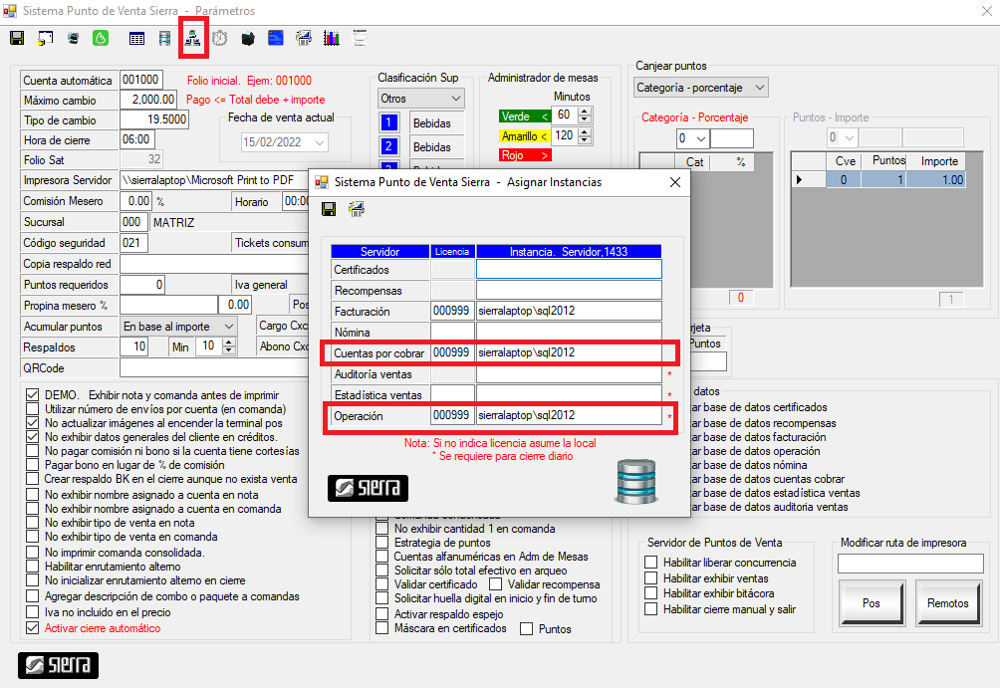 Sistema Punto de Venta Sierra - Parámetros
Cuenta automática 001000 Folio inicial. Ejem: 001000
Máximo cambio 2,000.00 Pago <= Total debe + importe
Tipo de cambio 19.5000 Fecha de venta actual
Hora de cierre 06:00 15/02/2022
Folio Sat 32
Impresora Servidor \\sierralaptop\Microsoft Print to PDF
Comisión Mesero 0.00 % Horario 00:00
Sucursal 000 MATRIZ
Código seguridad 021 Tickets consum
Copia respaldo red
Puntos requeridos 0 Iva general
Propina mesero % 0.00 Pos
Acumular puntos En base al importe Cargo Cxc
Respaldos 10 Min 10 Abono Cxc
QRCode
Clasificación Sup
Otros
1 Bebidas
2 Bebidas
Administrador de mesas
Minutos
Verde < 60
Amarillo < 120
Rojo >
Canjear puntos
Categoría - porcentaje
Categoría - Porcentaje
0
Cat %
0
Puntos - Importe
0
Cve Puntos Importe
0 1 1.00
1
Sistema Punto de Venta Sierra - Asignar Instancias
Servidor Licencia Instancia. Servidor,1433
Certificados
Recompensas
Facturación 000999 sierralaptop\sql2012
Nómina
Cuentas por cobrar 000999 sierralaptop\sql2012
Auditoría ventas *
Estadística ventas *
Operación 000999 sierralaptop\sql2012 *
Nota: Si no indica licencia asume la local
* Se requiere para cierre diario
sierra
DEMO. Exhibir nota y comanda antes de imprimir
Utilizar número de envíos por cuenta (en comanda)
No actualizar imágenes al encender la terminal pos
No exhibir datos generales del cliente en créditos.
No pagar comisión ni bono si la cuenta tiene cortesías
Pagar bono en lugar de % de comisión
Crear respaldo BK en el cierre aunque no exista venta
No exhibir nombre asignado a cuenta en nota
No exhibir nombre asignado a cuenta en comanda
No exhibir tipo de venta en nota
No exhibir tipo de venta en comanda
No imprimir comanda consolidada.
Habilitar enrutamiento alterno
No inicializar enrutamiento alterno en cierre
Agregar descripción de combo o paquete a comandas
Iva no incluido en el precio
Activar cierre automático
No exhibir cantidad 1 en comanda
Estrategia de puntos
Cuentas alfanuméricas en Adm de Mesas
Solicitar sólo total efectivo en arqueo
Validar certificado Validar recompensa
Solicitar huella digital en inicio y fin de turno
Activar respaldo espejo
Máscara en certificados Puntos
rjeta
Puntos
datos
ar base de datos certificados
ar base de datos recompensas
ar base de datos facturación
ar base de datos operación
ar base de datos nómina
ar base de datos cuentas cobrar
ar base de datos estadística ventas
ar base de datos auditoria ventas
Servidor de Puntos de Venta
Habilitar liberar concurrencia
Habilitar exhibir ventas
Habilitar exhibir bitácora
Habilitar cierre manual y salir
Modificar ruta de impresora
Pos Remotos
sierra